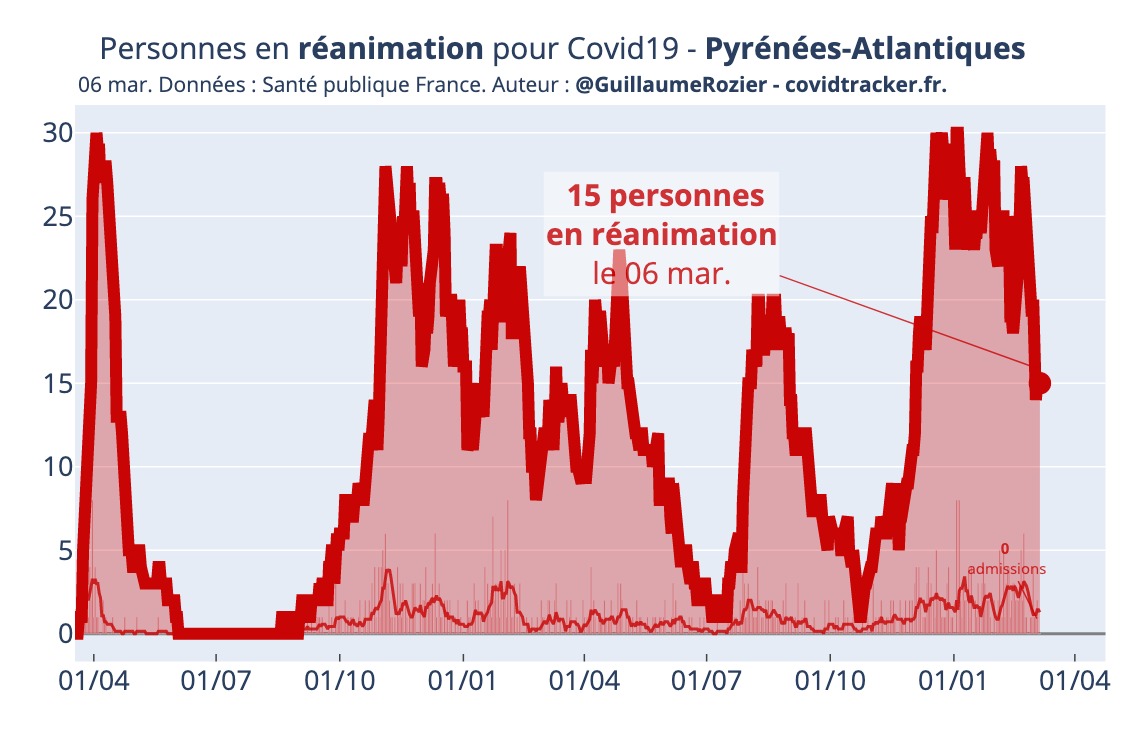 Personnes en réanimation pour Covid19 - Pyrénées-Atlantiques
06 mar. Données : Santé publique France. Auteur : @GuillaumeRozier - covidtracker.fr.
30
25
20
15
10
5
0
15 personnes
en réanimation
le 06 mar.
0
admissions
01/04 01/07 01/10 01/01 01/04 01/07 01/10 01/01 01/04